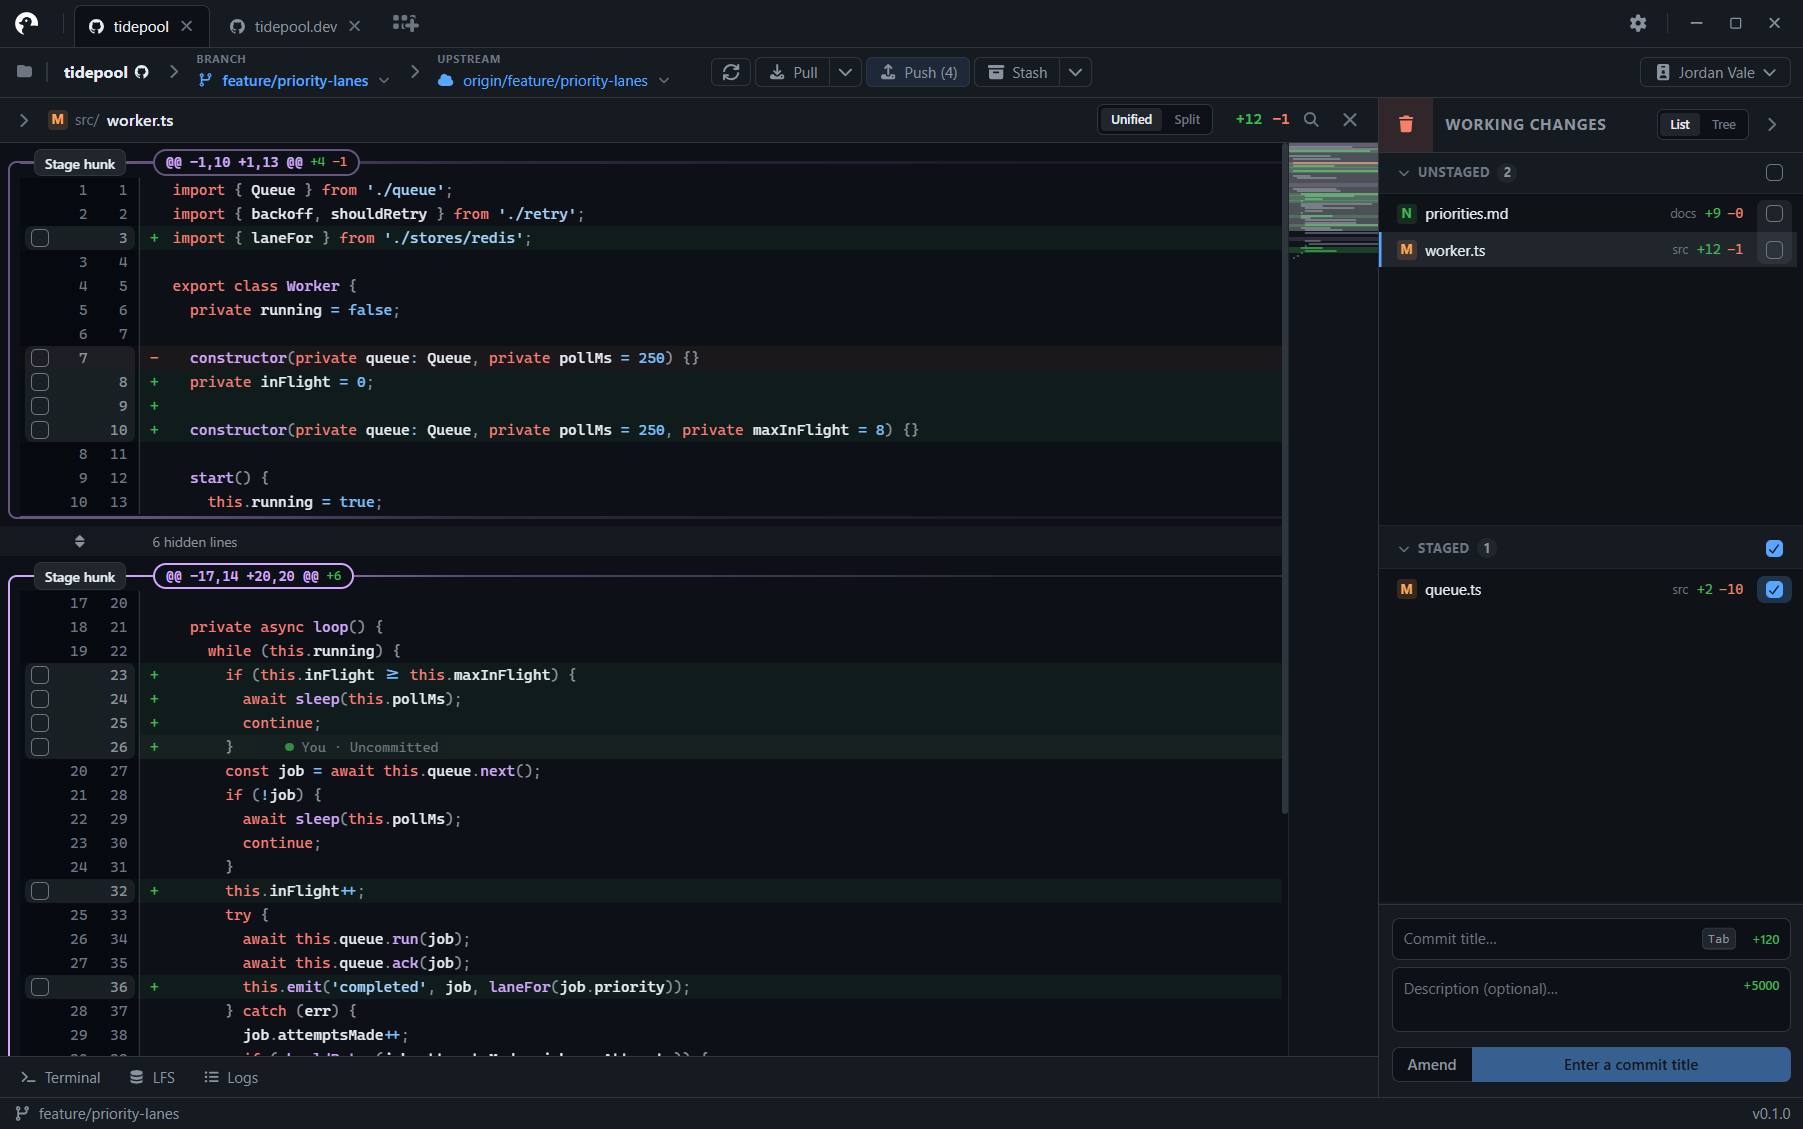 tidepool
tidepool.dev
tidepool
BRANCH
feature/priority-lanes
UPSTREAM
origin/feature/priority-lanes
Pull
Push (4)
Stash
Jordan Vale
M src/ worker.ts
Unified Split
+12 −1
Stage hunk
@@ −1,10 +1,13 @@ +4 −1
1 1 import { Queue } from './queue';
2 2 import { backoff, shouldRetry } from './retry';
3 + import { laneFor } from './stores/redis';
3 4
4 5 export class Worker {
5 6 private running = false;
6 7
7 − constructor(private queue: Queue, private pollMs = 250) {}
8 + private inFlight = 0;
9 +
10 + constructor(private queue: Queue, private pollMs = 250, private maxInFlight = 8) {}
8 11
9 12 start() {
10 13 this.running = true;
6 hidden lines
Stage hunk
@@ −17,14 +20,20 @@ +6
17 20
18 21 private async loop() {
19 22 while (this.running) {
23 + if (this.inFlight ≥ this.maxInFlight) {
24 + await sleep(this.pollMs);
25 + continue;
26 + } You · Uncommitted
20 27 const job = await this.queue.next();
21 28 if (!job) {
22 29 await sleep(this.pollMs);
23 30 continue;
24 31 }
32 + this.inFlight++;
25 33 try {
26 34 await this.queue.run(job);
27 35 await this.queue.ack(job);
36 + this.emit('completed', job, laneFor(job.priority));
28 37 } catch (err) {
29 38 job.attemptsMade++;
WORKING CHANGES
List Tree
UNSTAGED 2
N priorities.md docs +9 −0
M worker.ts src +12 −1
STAGED 1
M queue.ts src +2 −10
Commit title... Tab +120
Description (optional)... +5000
Amend
Enter a commit title
Terminal
LFS
Logs
feature/priority-lanes
v0.1.0